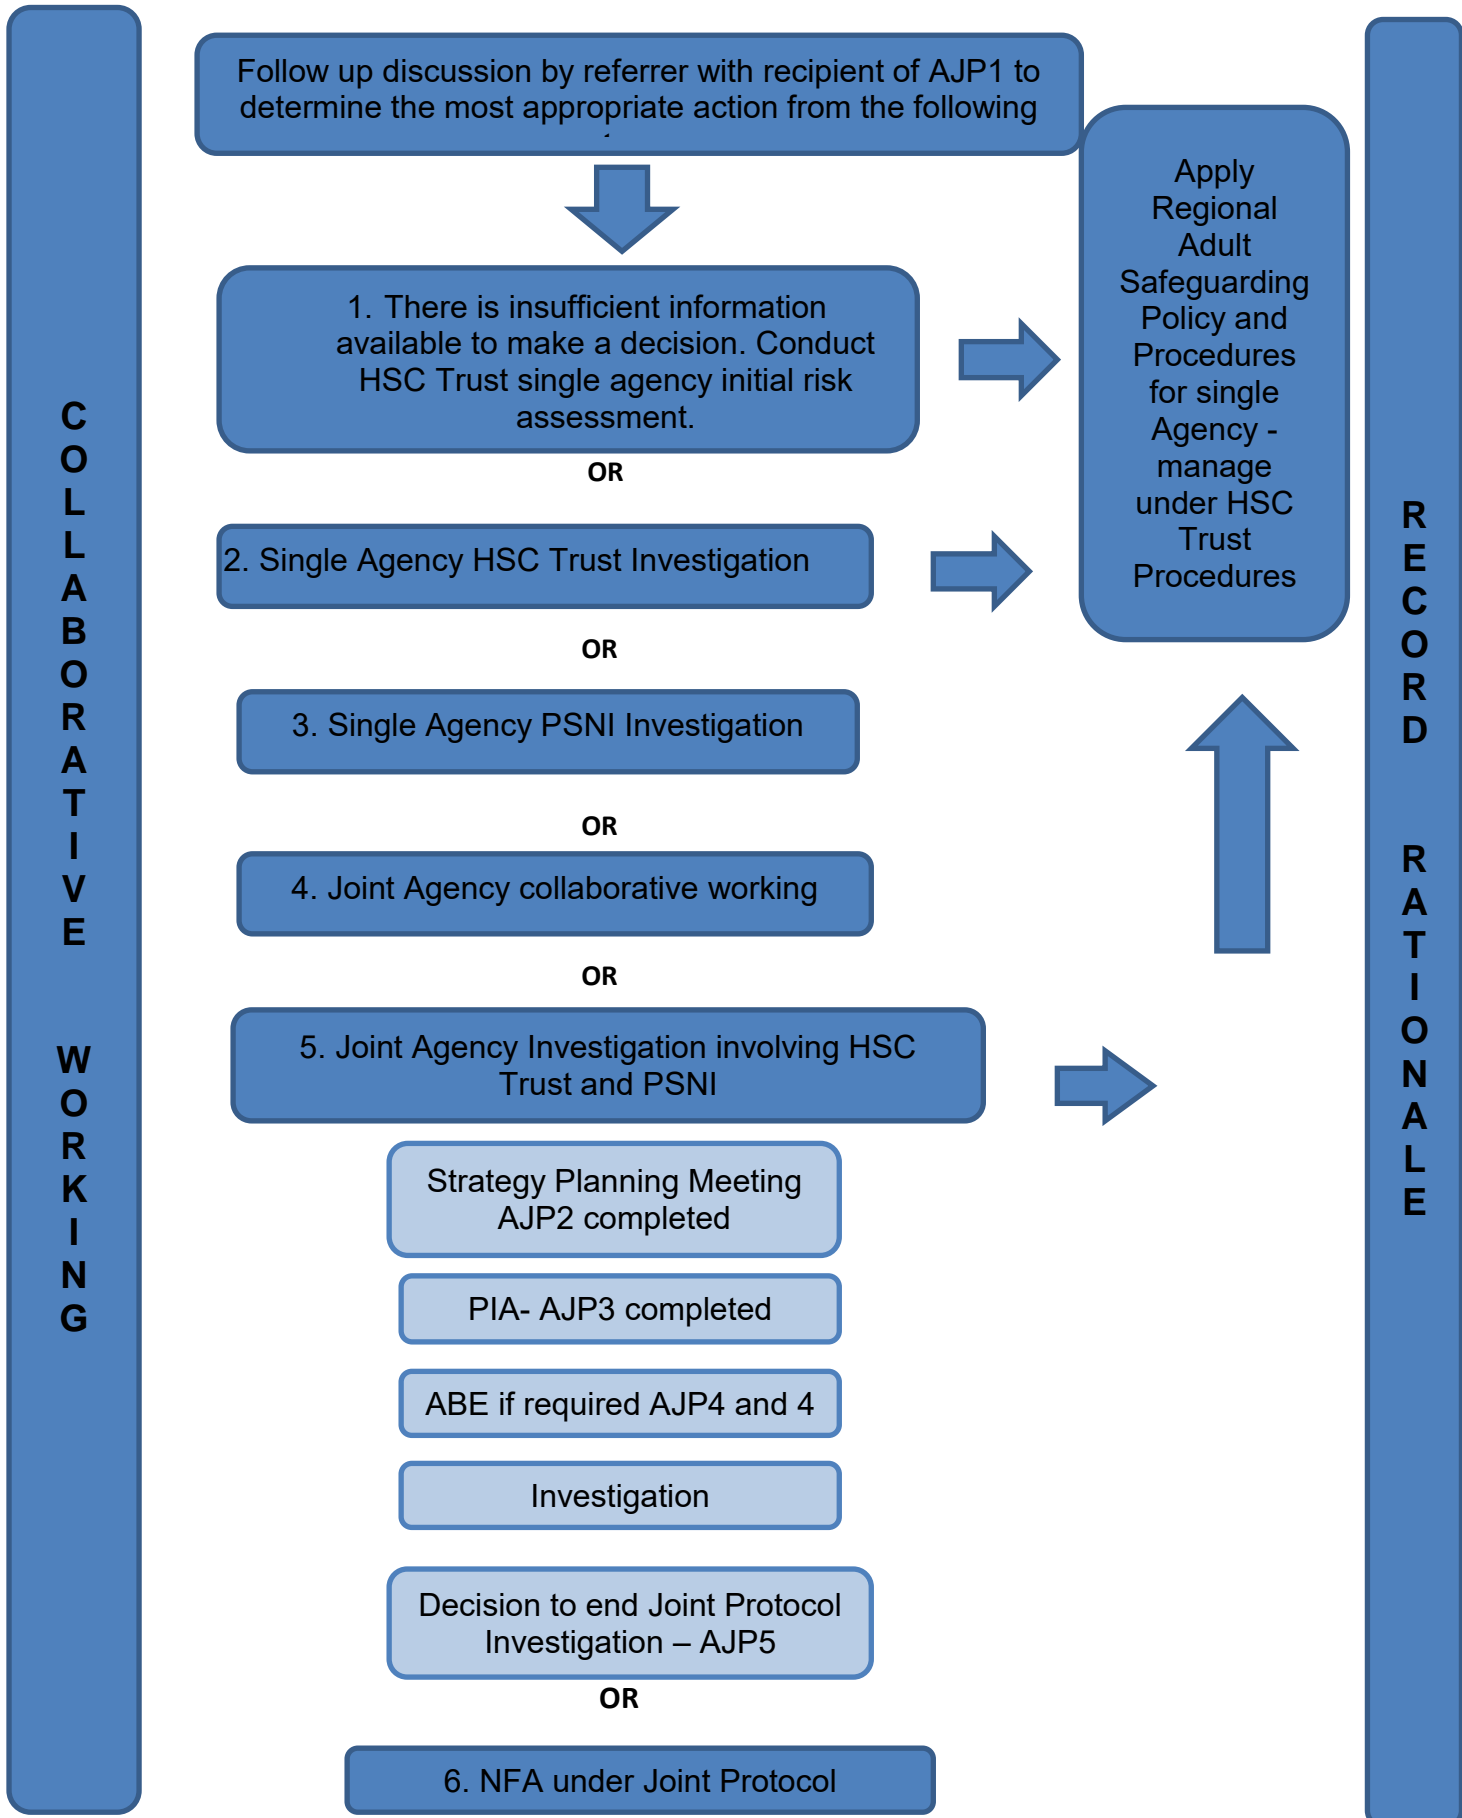 COLLABORATIVE WORKING
Follow up discussion by referrer with recipient of AJP1 to
determine the most appropriate action from the following
1. There is insufficient information
available to make a decision. Conduct
HSC Trust single agency initial risk
assessment.
OR
2. Single Agency HSC Trust Investigation
OR
3. Single Agency PSNI Investigation
OR
4. Joint Agency collaborative working
OR
5. Joint Agency Investigation involving HSC
Trust and PSNI
Strategy Planning Meeting
AJP2 completed
PIA- AJP3 completed
ABE if required AJP4 and 4
Investigation
Decision to end Joint Protocol
Investigation – AJP5
OR
6. NFA under Joint Protocol
Apply
Regional
Adult
Safeguarding
Policy and
Procedures
for single
Agency -
manage
under HSC
Trust
Procedures
RECORD RATIONALE